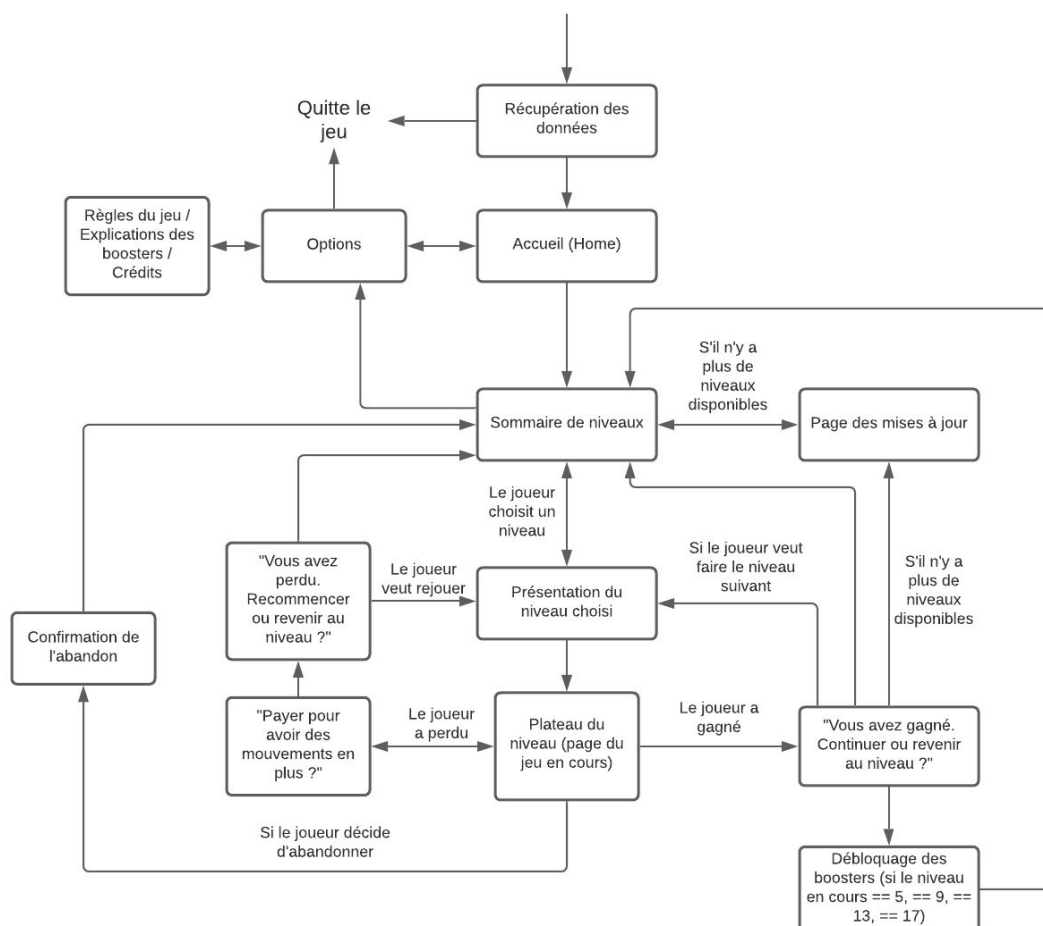 Récupération des
données
Quitte le
jeu
Règles du jeu /
Explications des
boosters /
Crédits
Options
Accueil (Home)
S'il n'y a
plus de
niveaux
disponibles
Sommaire de niveaux
Page des mises à jour
Le joueur
choisit un
niveau
"Vous avez
perdu.
Recommencer
ou revenir au
niveau ?"
Le joueur
veut rejouer
Présentation du
niveau choisi
Si le joueur veut
faire le niveau
suivant
S'il n'y a
plus de
niveaux
disponibles
Confirmation de
l'abandon
"Payer pour
avoir des
mouvements en
plus ?"
Le joueur
a perdu
Plateau du
niveau (page du
jeu en cours)
Le joueur a
gagné
"Vous avez gagné.
Continuer ou revenir
au niveau ?"
Si le joueur décide
d'abandonner
Débloquage des
boosters (si le niveau
en cours == 5, == 9, ==
13, == 17)